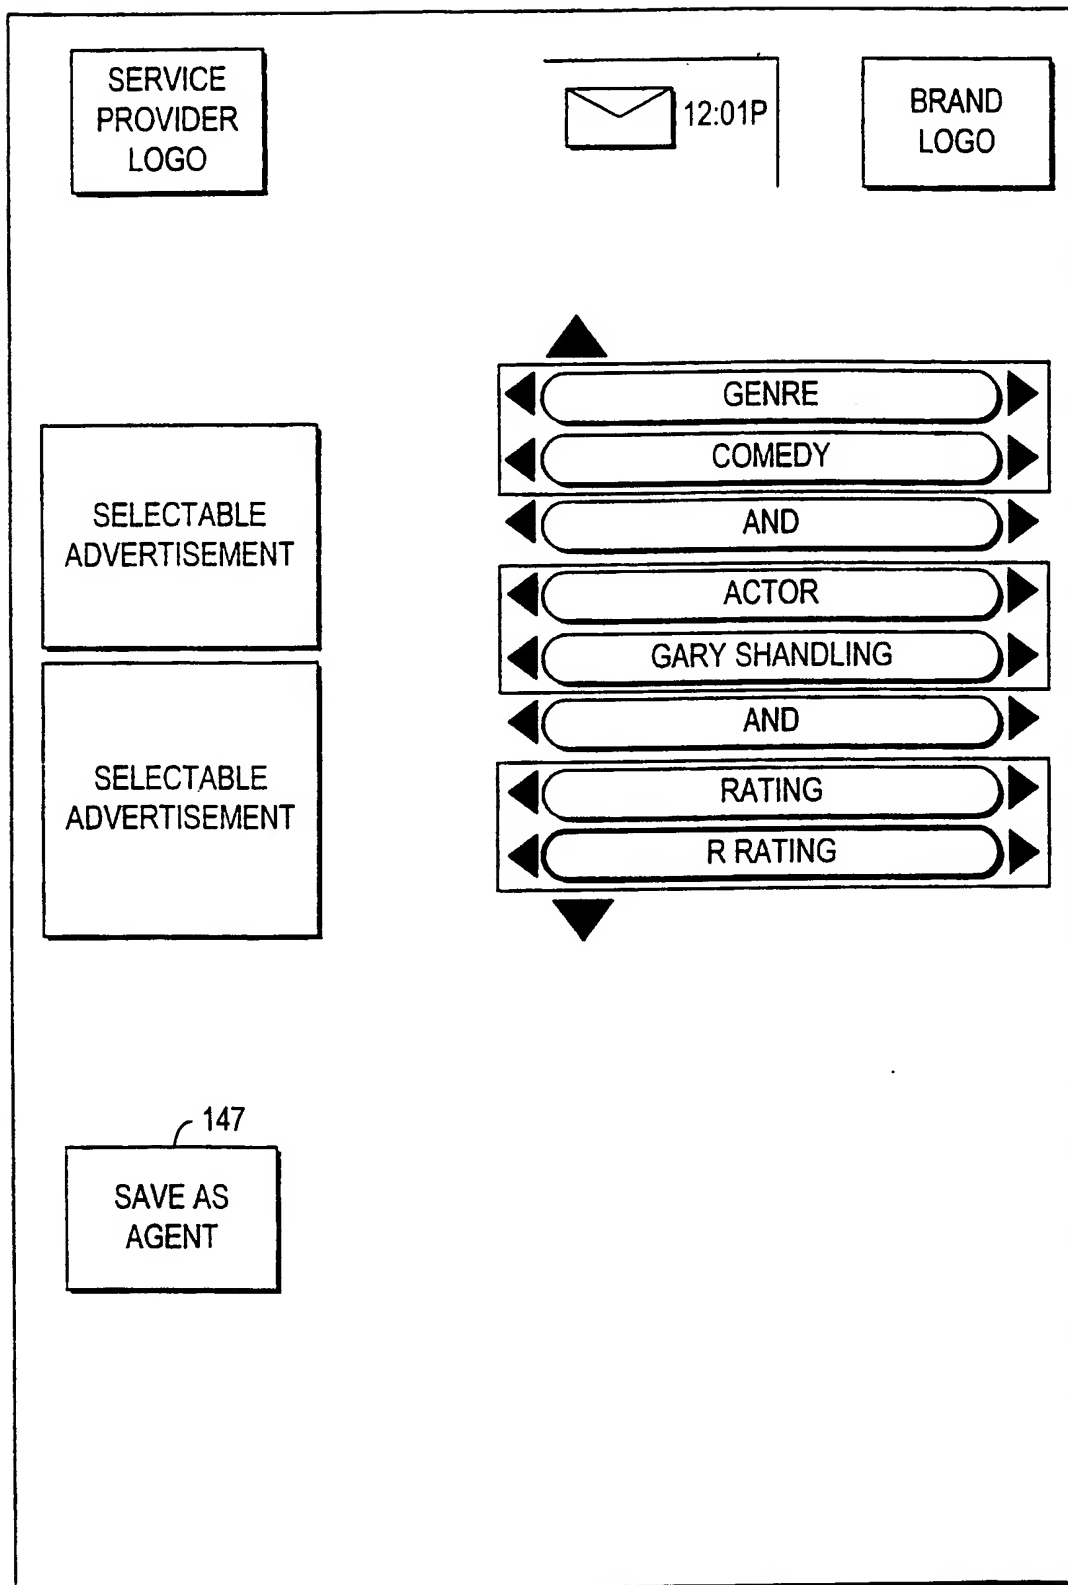 SERVICE
PROVIDER
LOGO
12:01P
BRAND
LOGO
GENRE
COMEDY
AND
ACTOR
GARY SHANDLING
AND
RATING
R RATING
SELECTABLE
ADVERTISEMENT
SELECTABLE
ADVERTISEMENT
147
SAVE AS
AGENT